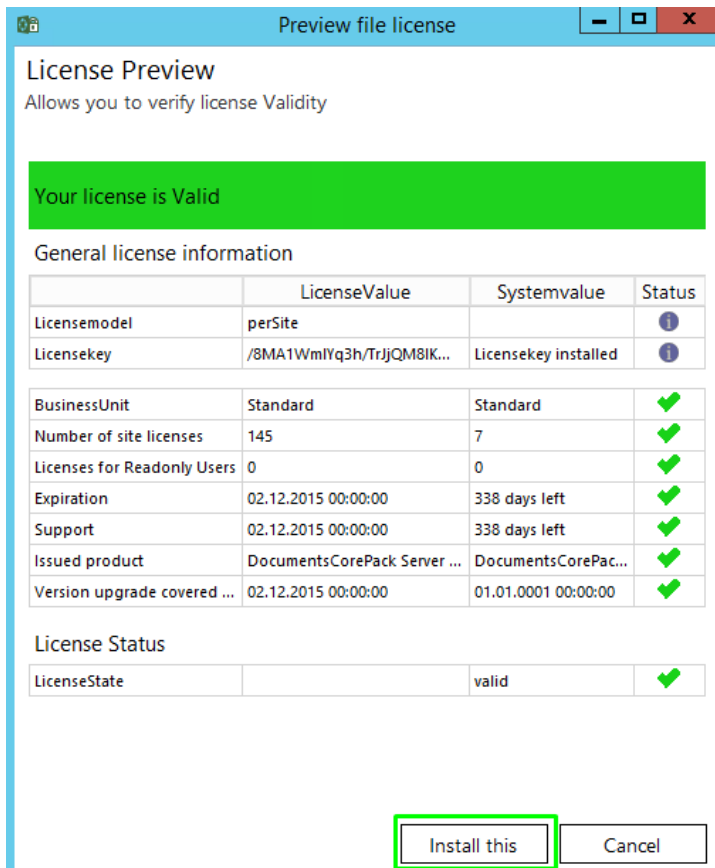 Preview file license
License Preview
Allows you to verify license Validity
Your license is Valid
General license information
LicenseValue Systemvalue Status
Licensemodel perSite
Licensekey /8MA1WmlYq3h/TrJjQM8IK... Licensekey installed
BusinessUnit Standard Standard
Number of site licenses 145 7
Licenses for Readonly Users 0 0
Expiration 02.12.2015 00:00:00 338 days left
Support 02.12.2015 00:00:00 338 days left
Issued product DocumentsCorePack Server ... DocumentsCorePac...
Version upgrade covered ... 02.12.2015 00:00:00 01.01.0001 00:00:00
License Status
LicenseState valid
Install this Cancel